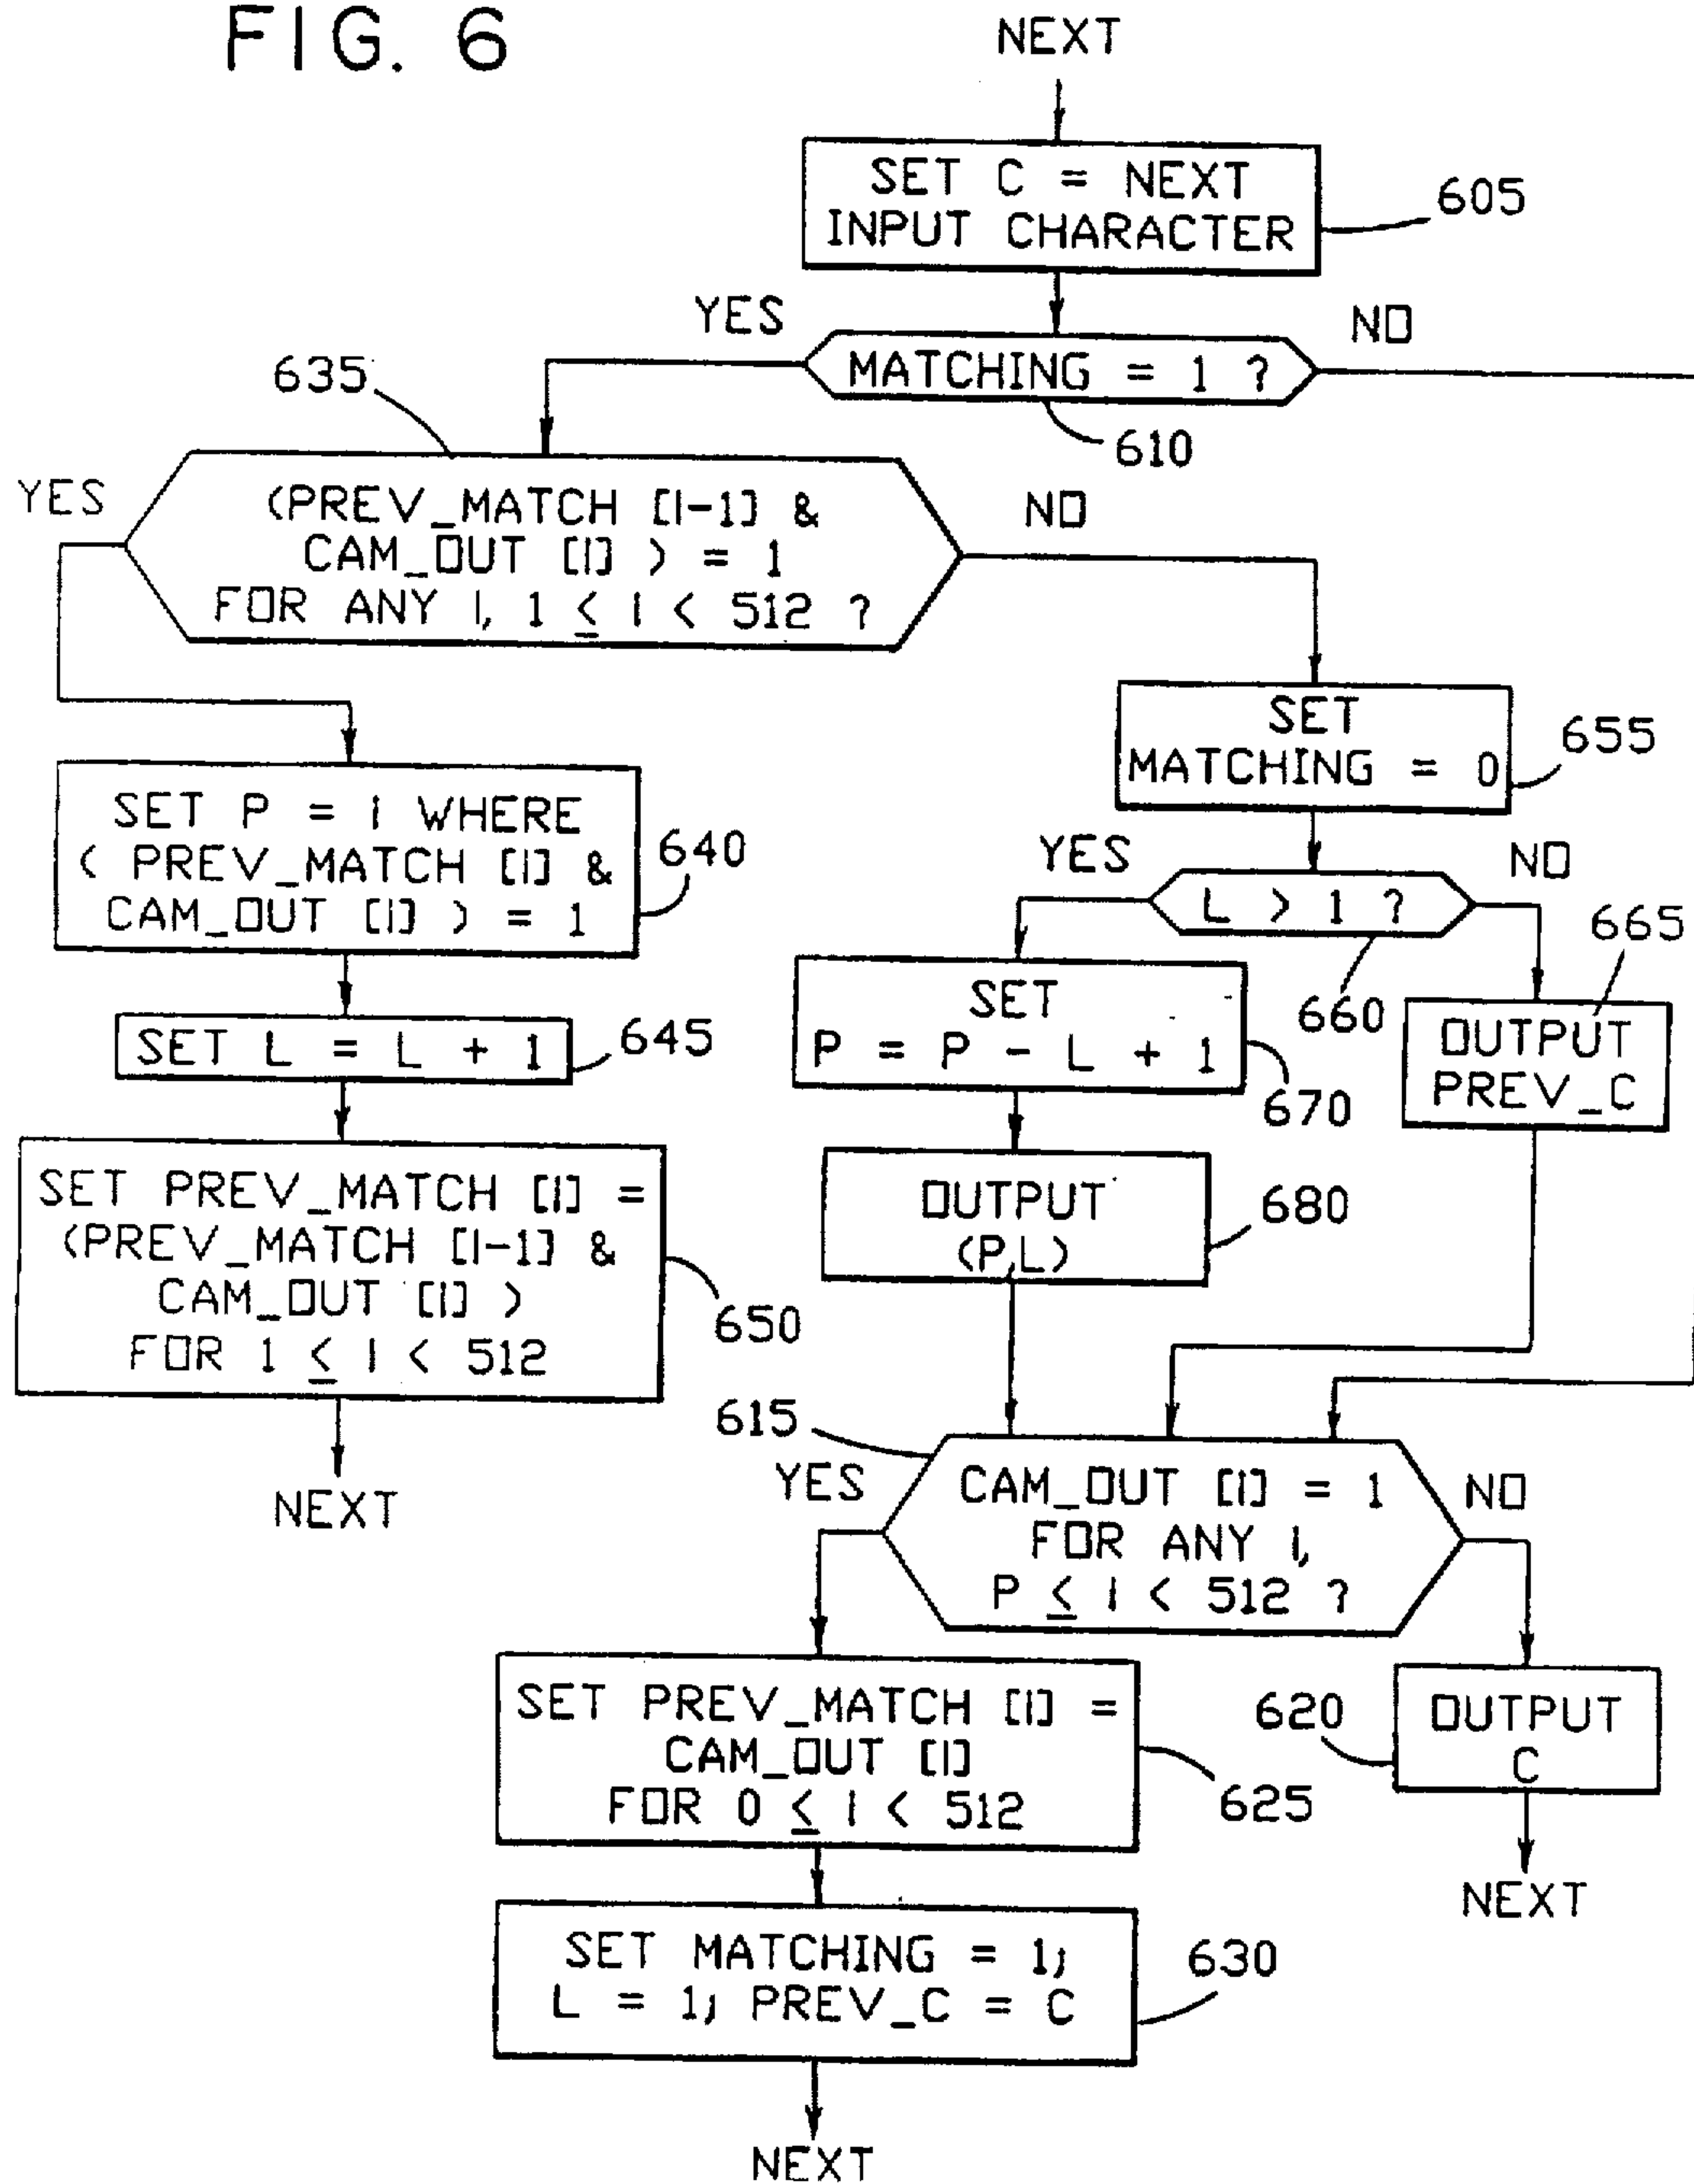 FIG. 6
NEXT
SET C = NEXT
INPUT CHARACTER
605
YES
NO
MATCHING = 1 ?
610
635
YES
(PREV_MATCH [I-1] &
CAM_OUT [I] ) = 1
FOR ANY I, 1 ≤ I < 512 ?
NO
SET
MATCHING = 0
655
SET P = I WHERE
( PREV_MATCH [I] &
CAM_OUT [I] ) = 1
640
YES
NO
L > 1 ?
660
665
SET L = L + 1
645
SET
P = P - L + 1
670
OUTPUT
PREV_C
SET PREV_MATCH [I] =
(PREV_MATCH [I-1] &
CAM_OUT [I] )
FOR 1 ≤ I < 512
650
NEXT
OUTPUT
(P,L)
680
615
YES
CAM_OUT [I] = 1
FOR ANY I,
P ≤ I < 512 ?
NO
SET PREV_MATCH [I] =
CAM_OUT [I]
FOR 0 ≤ I < 512
625
620
OUTPUT
C
NEXT
SET MATCHING = 1;
L = 1; PREV_C = C
630
NEXT